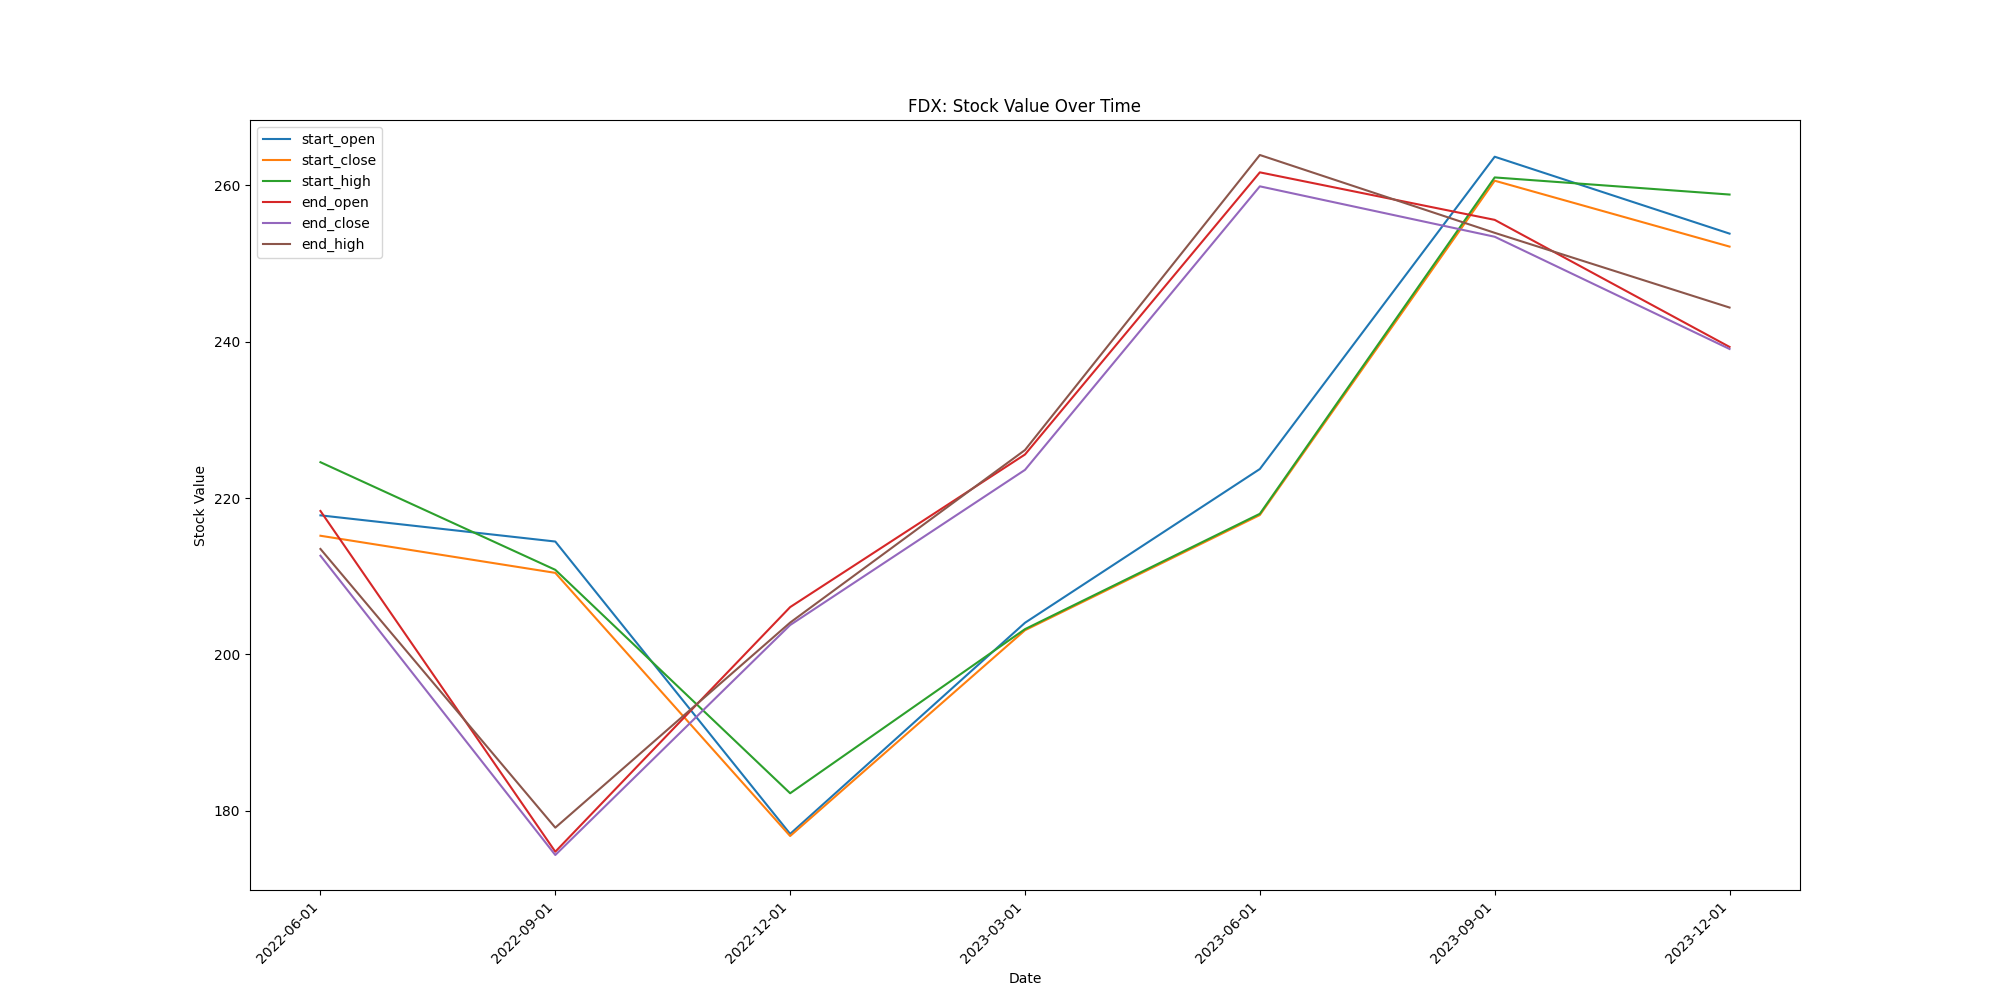 FDX: Stock Value Over Time
start_open
start_close
start_high
end_open
end_close
end_high
260
240
220
200
180
Stock Value
2022-06-01
2022-09-01
2022-12-01
2023-03-01
2023-06-01
2023-09-01
2023-12-01
Date